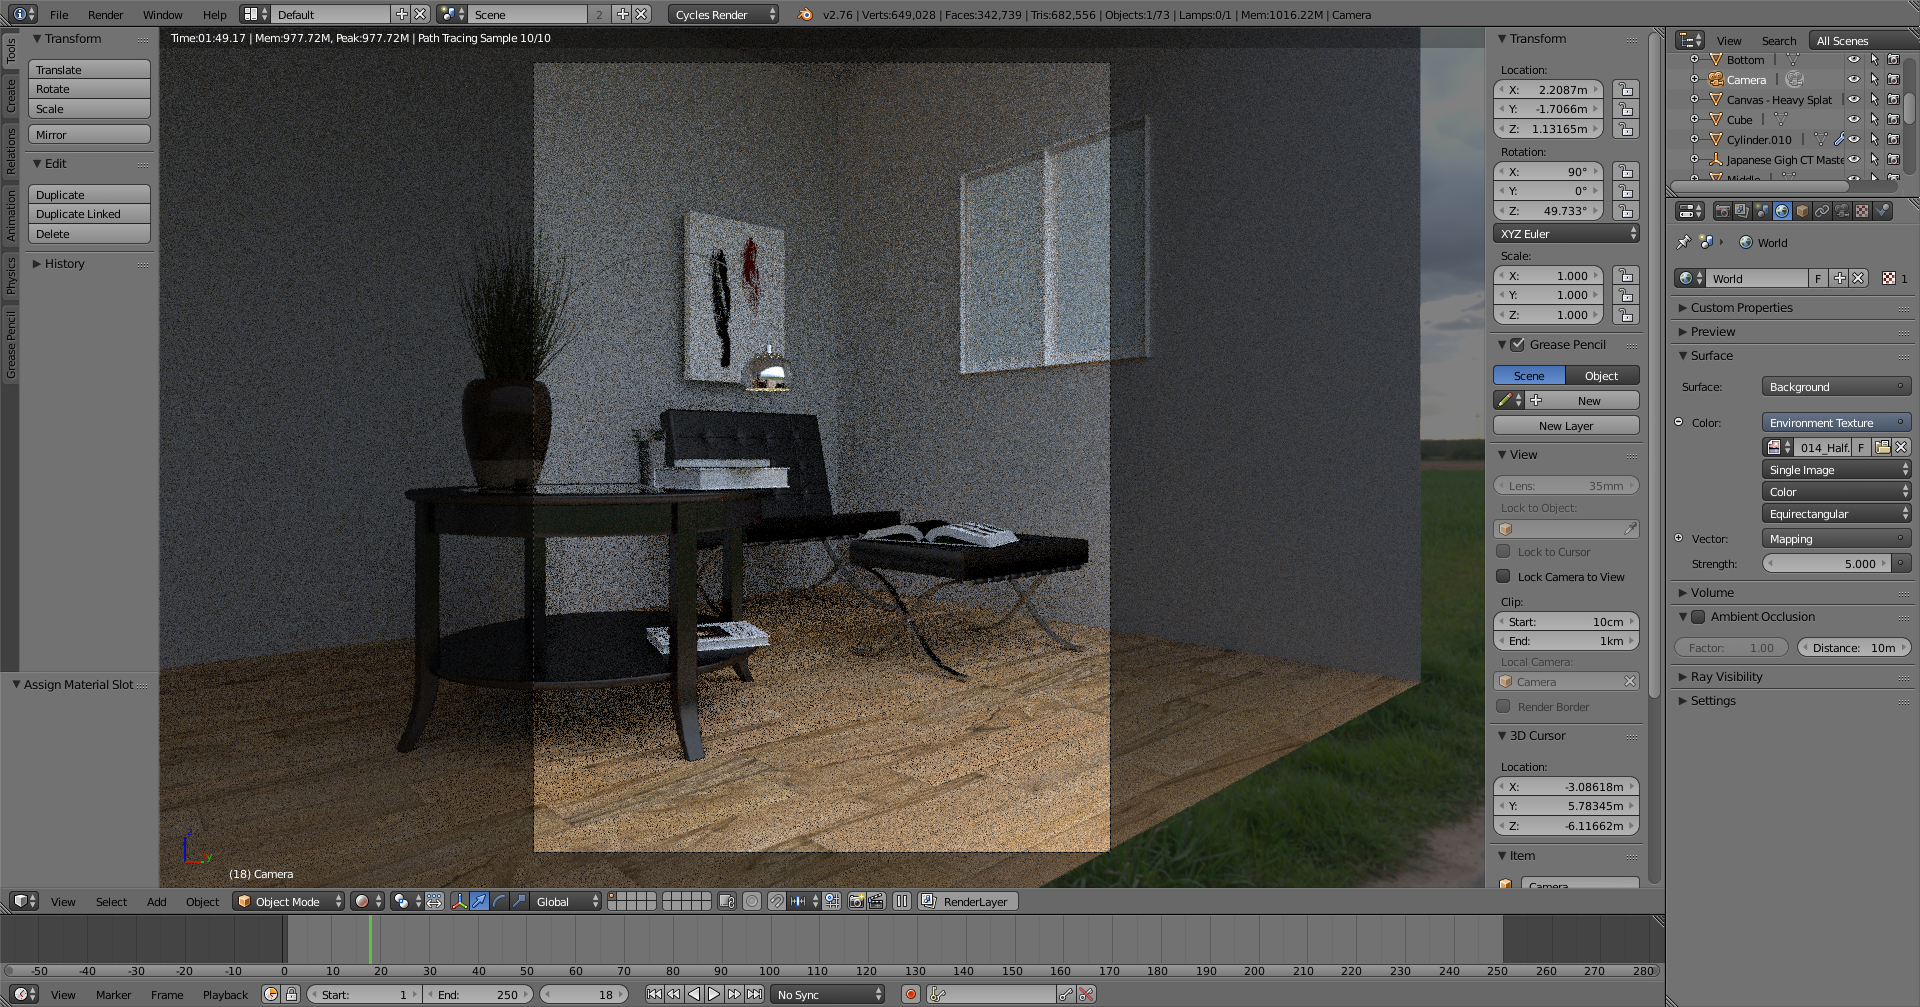 File Render Window Help Default Scene 2 Cycles Render v2.76 | Verts:649,028 | Faces:342,739 | Tris:682,556 | Objects:1/73 | Lamps:0/1 | Mem:1016.22M | Camera
Time:01:49.17 | Mem:977.72M, Peak:977.72M | Path Tracing Sample 10/10
Tools
Create
Relations
Animation
Physics
Grease Pencil
Transform
Translate
Rotate
Scale
Mirror
Edit
Duplicate
Duplicate Linked
Delete
History
Assign Material Slot
(18) Camera
Transform
Location:
X: 2.2087m
Y: -1.7066m
Z: 1.13165m
Rotation:
X: 90°
Y: 0°
Z: 49.733°
XYZ Euler
Scale:
X: 1.000
Y: 1.000
Z: 1.000
Grease Pencil
Scene Object
New
New Layer
View
Lens: 35mm
Lock to Object:
Lock to Cursor
Lock Camera to View
Clip:
Start: 10cm
End: 1km
Local Camera:
Camera
Render Border
3D Cursor
Location:
X: -3.08618m
Y: 5.78345m
Z: -6.11662m
Item
Camera
View Search All Scenes
Bottom
Camera
Canvas - Heavy Splat
Cube
Cylinder.010
Japanese Gigh CT Maste
Middle
World
World F 1
Custom Properties
Preview
Surface
Surface: Background
Color: Environment Texture
014_Half. F
Single Image
Color
Equirectangular
Vector: Mapping
Strength: 5.000
Volume
Ambient Occlusion
Factor: 1.00 Distance: 10m
Ray Visibility
Settings
View Select Add Object Object Mode Global RenderLayer
-50 -40 -30 -20 -10 0 10 20 30 40 50 60 70 80 90 100 110 120 130 140 150 160 170 180 190 200 210 220 230 240 250 260 270 280
View Marker Frame Playback Start: 1 End: 250 18 No Sync